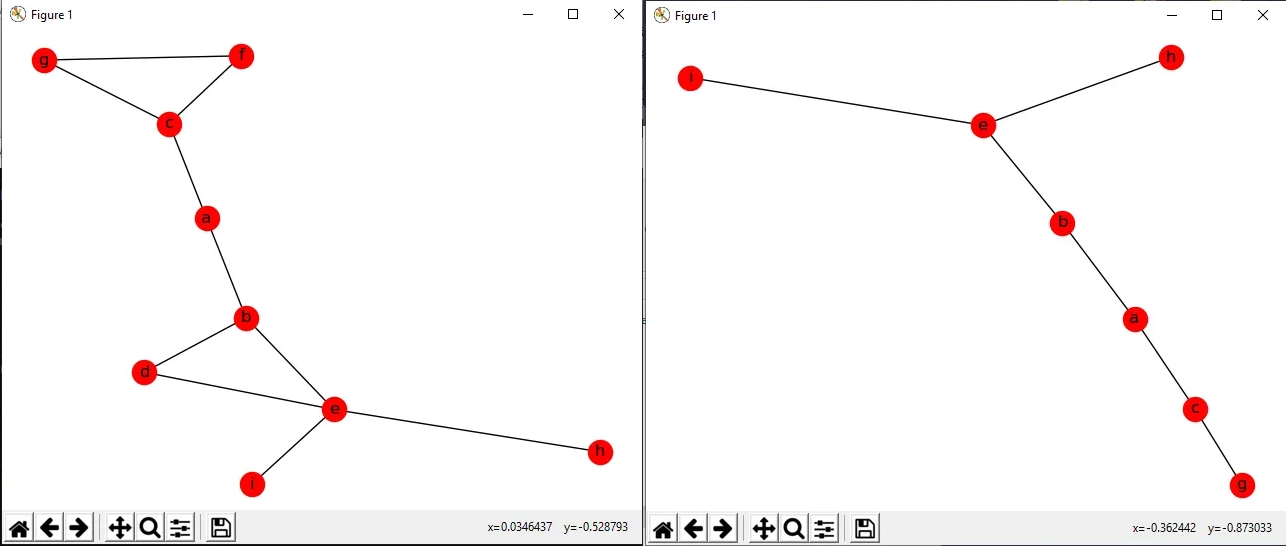 Figure 1
g
f
c
a
b
d
e
h
i
x=0.0346437 y=-0.528793
Figure 1
h
i
e
b
a
c
g
x=-0.362442 y=-0.873033